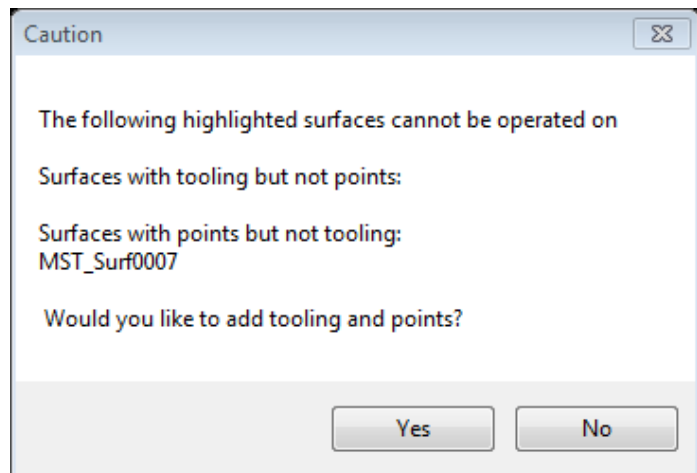 Caution
The following highlighted surfaces cannot be operated on
Surfaces with tooling but not points:
Surfaces with points but not tooling:
MST_Surf0007
Would you like to add tooling and points?
Yes
No